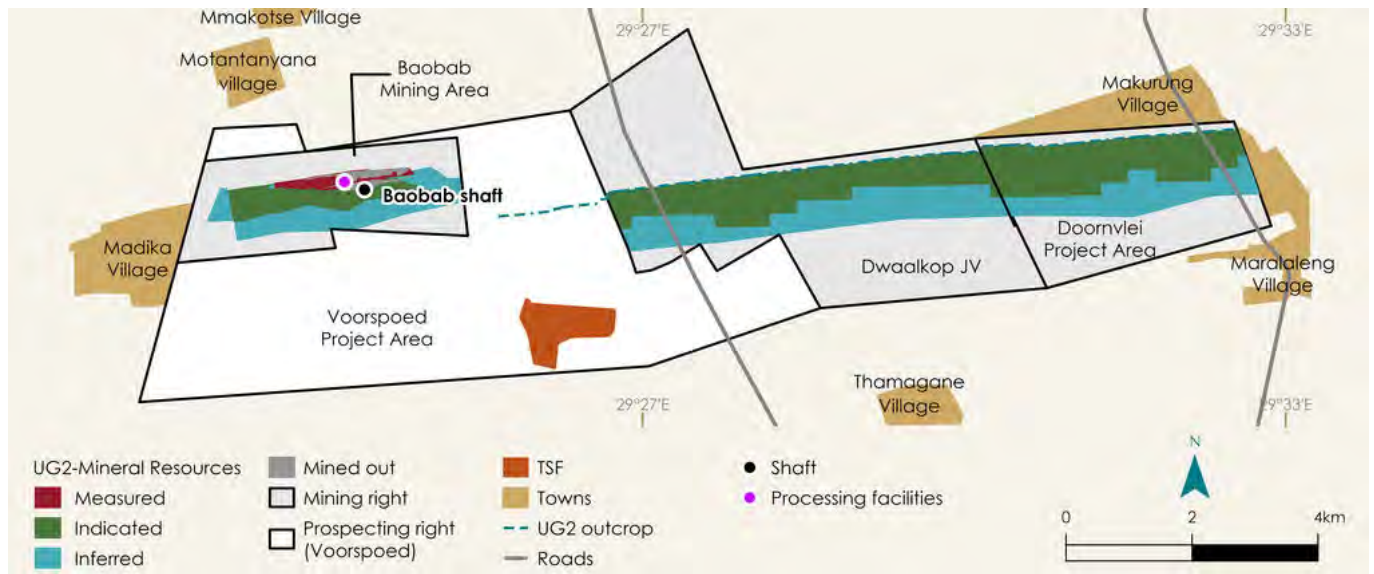 Mmakotse Village
29°27'E
29°33'E
Motantanyana
village
Baobab
Mining Area
Makurung
Village
Baobab shaft
Madika
Village
Doornvlei
Project Area
Dwaalkop JV
Maralaleng
Village
Voorspoed
Project Area
Thamagane
Village
29°27'E
29°33'E
UG2-Mineral Resources
Measured
Indicated
Inferred
Mined out
Mining right
Prospecting right
(Voorspoed)
TSF
Towns
UG2 outcrop
Roads
Shaft
Processing facilities
N
0 2 4km